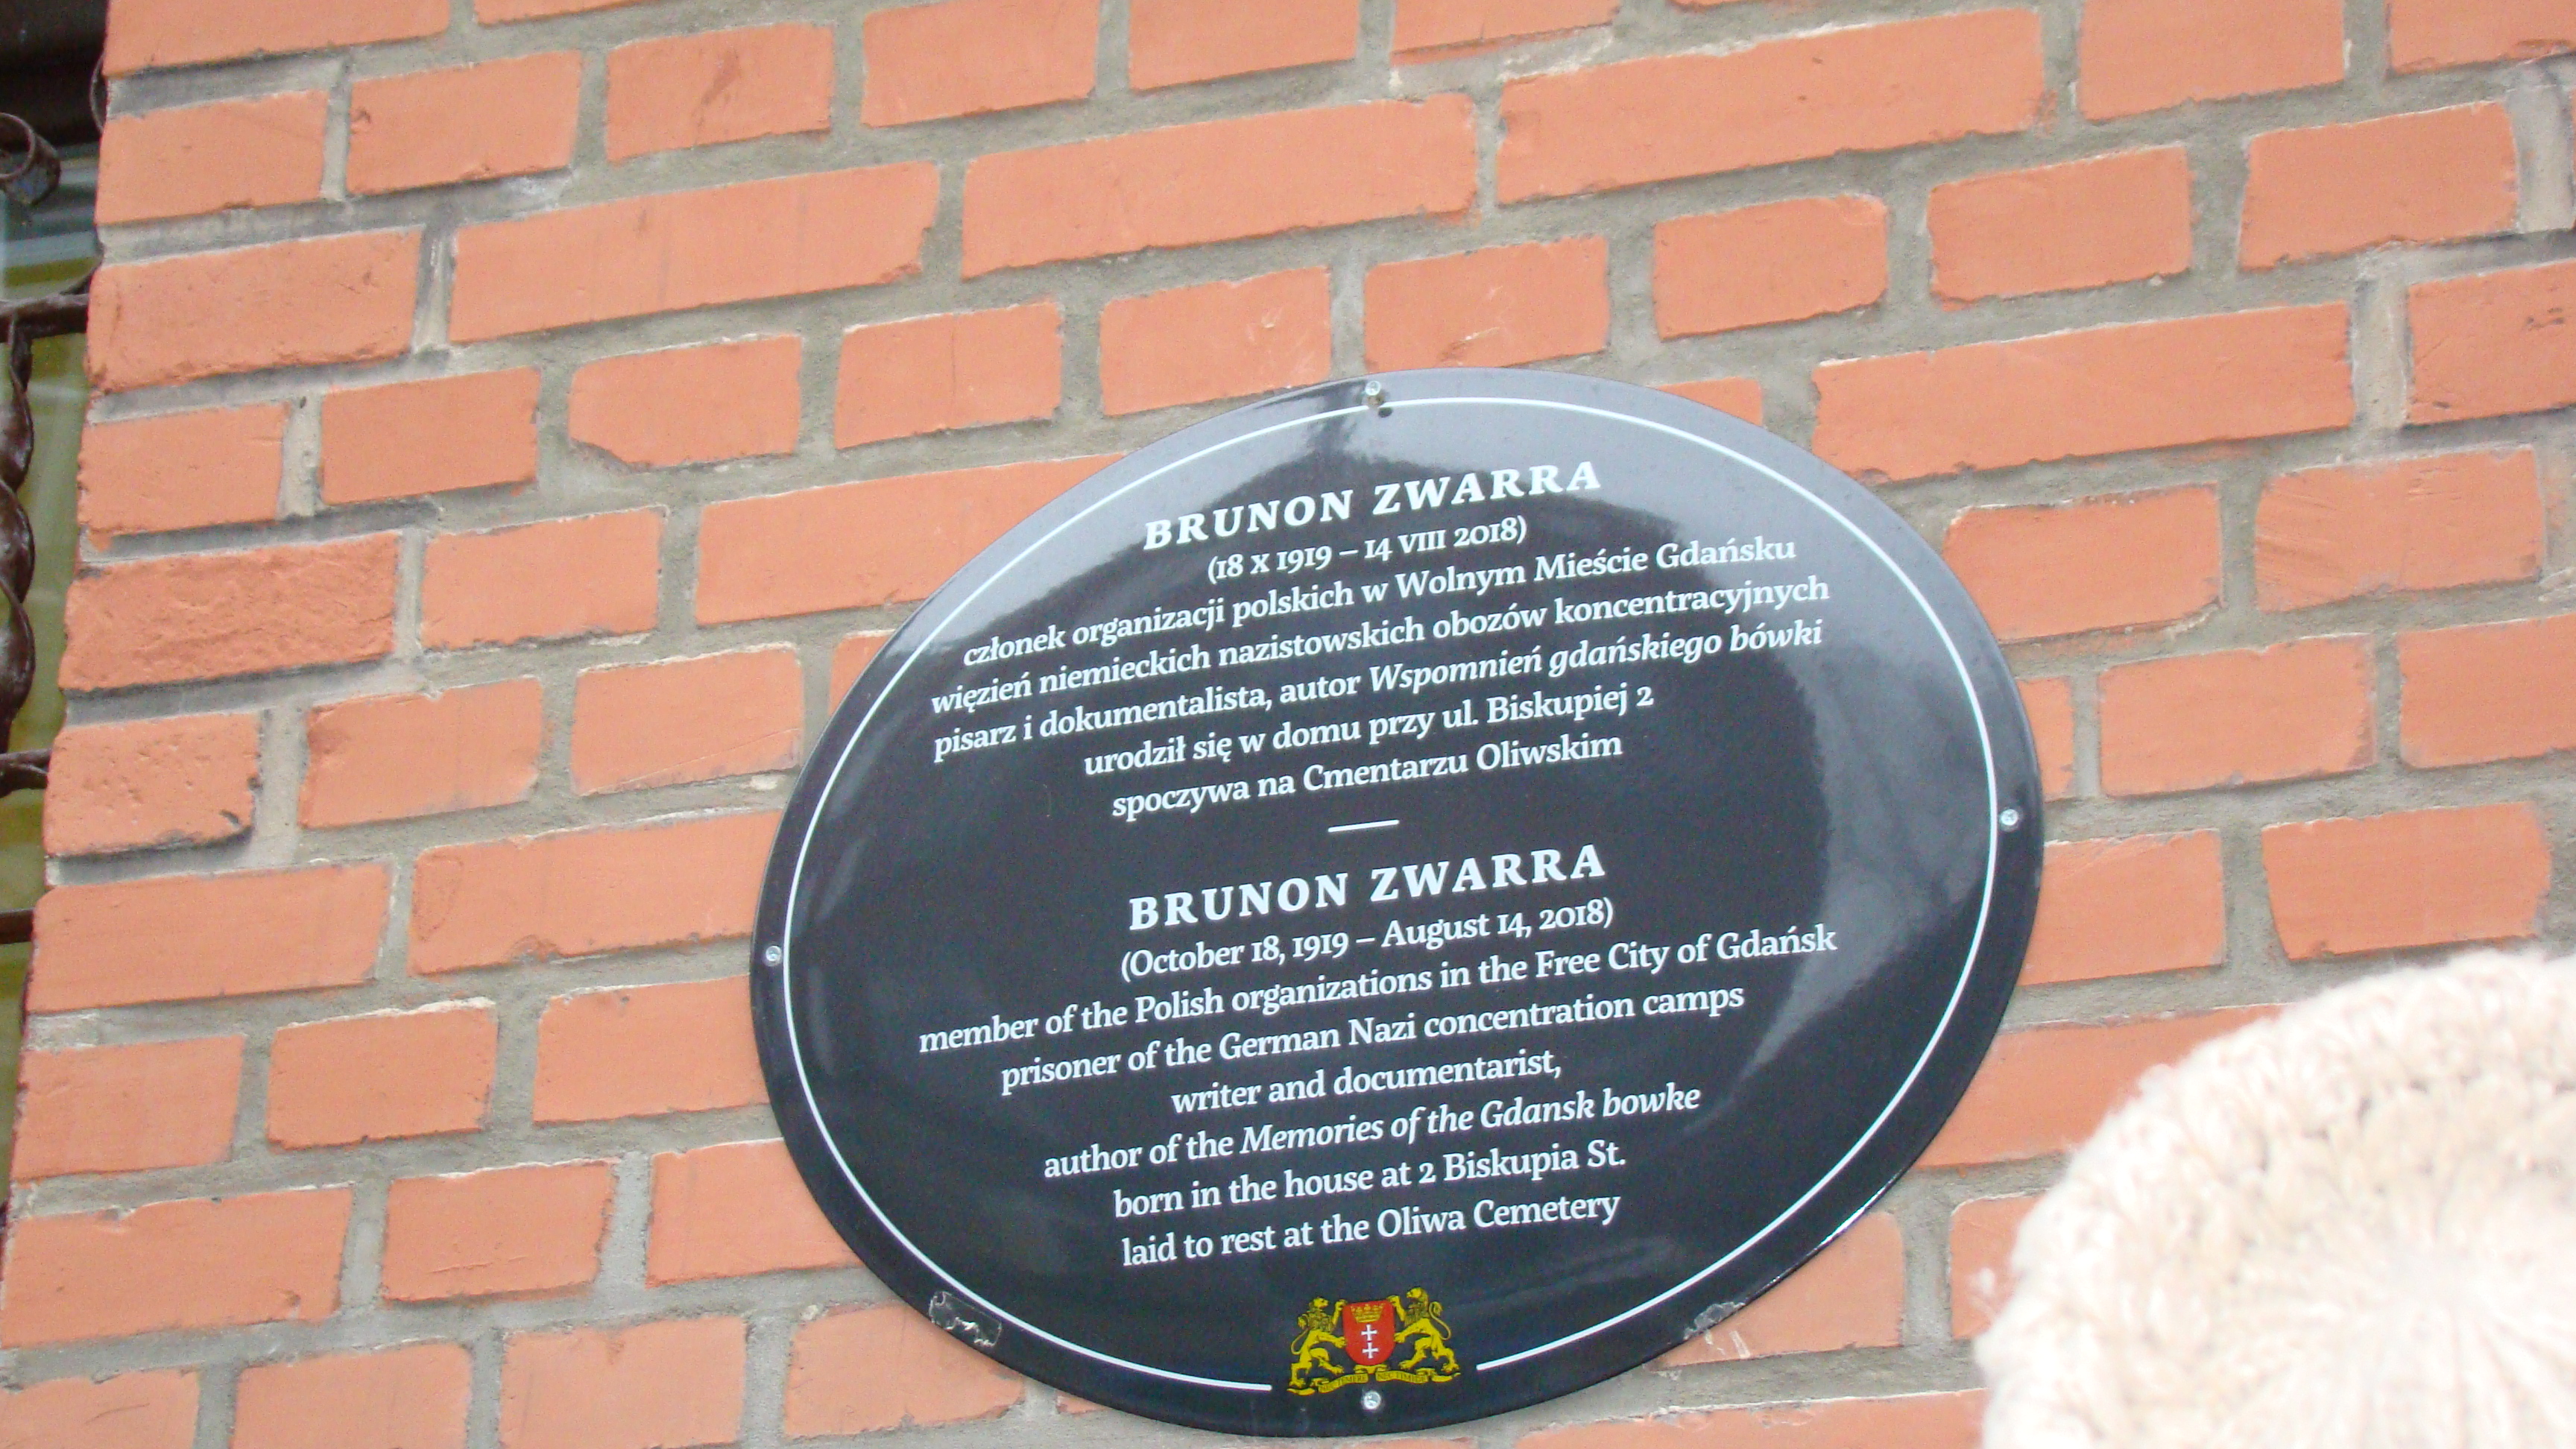 BRUNON ZWARRA
(18 X 1919 – 14 VIII 2018)
członek organizacji polskich w Wolnym Mieście Gdańsku
więzień niemieckich nazistowskich obozów koncentracyjnych
pisarz i dokumentalista, autor Wspomnień gdańskiego bówki
urodził się w domu przy ul. Biskupiej 2
spoczywa na Cmentarzu Oliwskim
BRUNON ZWARRA
(October 18, 1919 – August 14, 2018)
member of the Polish organizations in the Free City of Gdańsk
prisoner of the German Nazi concentration camps
writer and documentarist,
author of the Memories of the Gdansk bowke
born in the house at 2 Biskupia St.
laid to rest at the Oliwa Cemetery